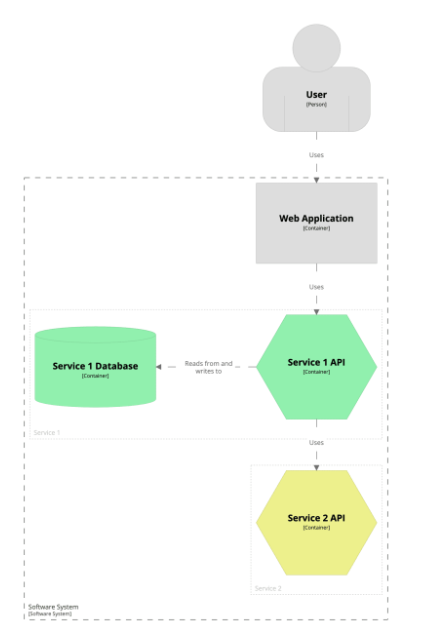 User
[Person]
Uses
Web Application
[Container]
Uses
Service 1 Database
[Container]
Reads from and
writes to
Service 1 API
[Container]
Service 1
Uses
Service 2 API
[Container]
Service 2
Software System
[Software System]